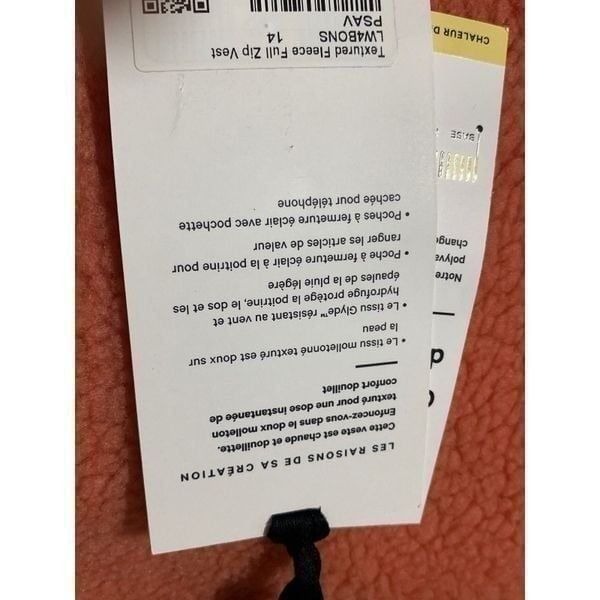 LES RAISONS DE SA CRÉATION
Cette veste est chaude et douillette.
Enfoncez-vous dans le doux molleton
texturé pour une dose instantanée de
confort douillet
• Le tissu molletonné texturé est doux sur
la peau
• Le tissu Glyde™ résistant au vent et
hydrofuge protège la poitrine, le dos et les
épaules de la pluie légère
• Poche à fermeture éclair à la poitrine pour
ranger les articles de valeur
• Poches à fermeture éclair avec pochette
cachée pour téléphone
Textured Fleece Full Zip Vest
LW4BONS 14
PSAV
d
Notre
polyva
change
BAISE
CHALEUR D